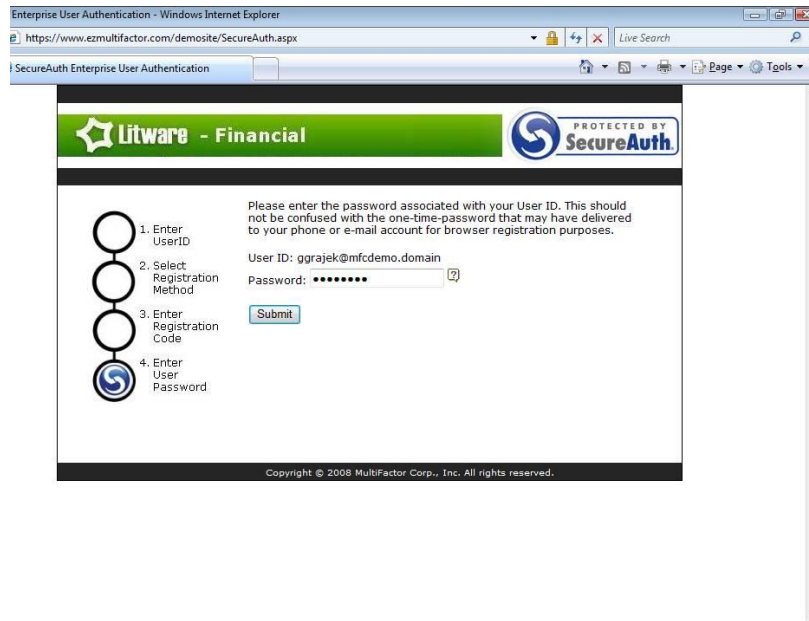 Enterprise User Authentication - Windows Internet Explorer
https://www.ezmultifactor.com/demosite/SecureAuth.aspx
Live Search
SecureAuth Enterprise User Authentication
Page
Tools
Litware - Financial
PROTECTED BY
SecureAuth
Please enter the password associated with your User ID. This should
not be confused with the one-time-password that may have delivered
to your phone or e-mail account for browser registration purposes.
User ID: ggrajek@mfcdemo.domain
Password: ••••••••
Submit
1. Enter
UserID
2. Select
Registration
Method
3. Enter
Registration
Code
4. Enter
User
Password
Copyright © 2008 MultiFactor Corp., Inc. All rights reserved.